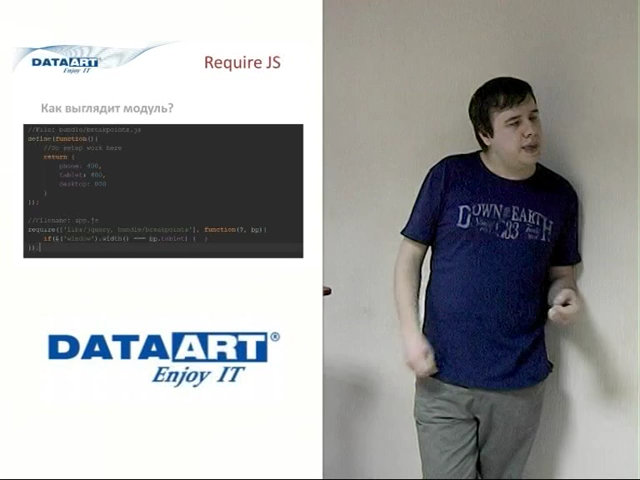 DATAART
Enjoy IT
Require JS
Как выглядит модуль?
//File: bundle/breakpoints.js
define(function()
//Do setup work here
return {
phone: 400,
tablet: 600,
desktop: 800
}
});
//Filename: app.js
require(['libs/jquery, bundle/breakpoints'], function(?, bp){
if($('window').width() === bp.tablet) { }
});
DATAART®
Enjoy IT
DOWN EARTH